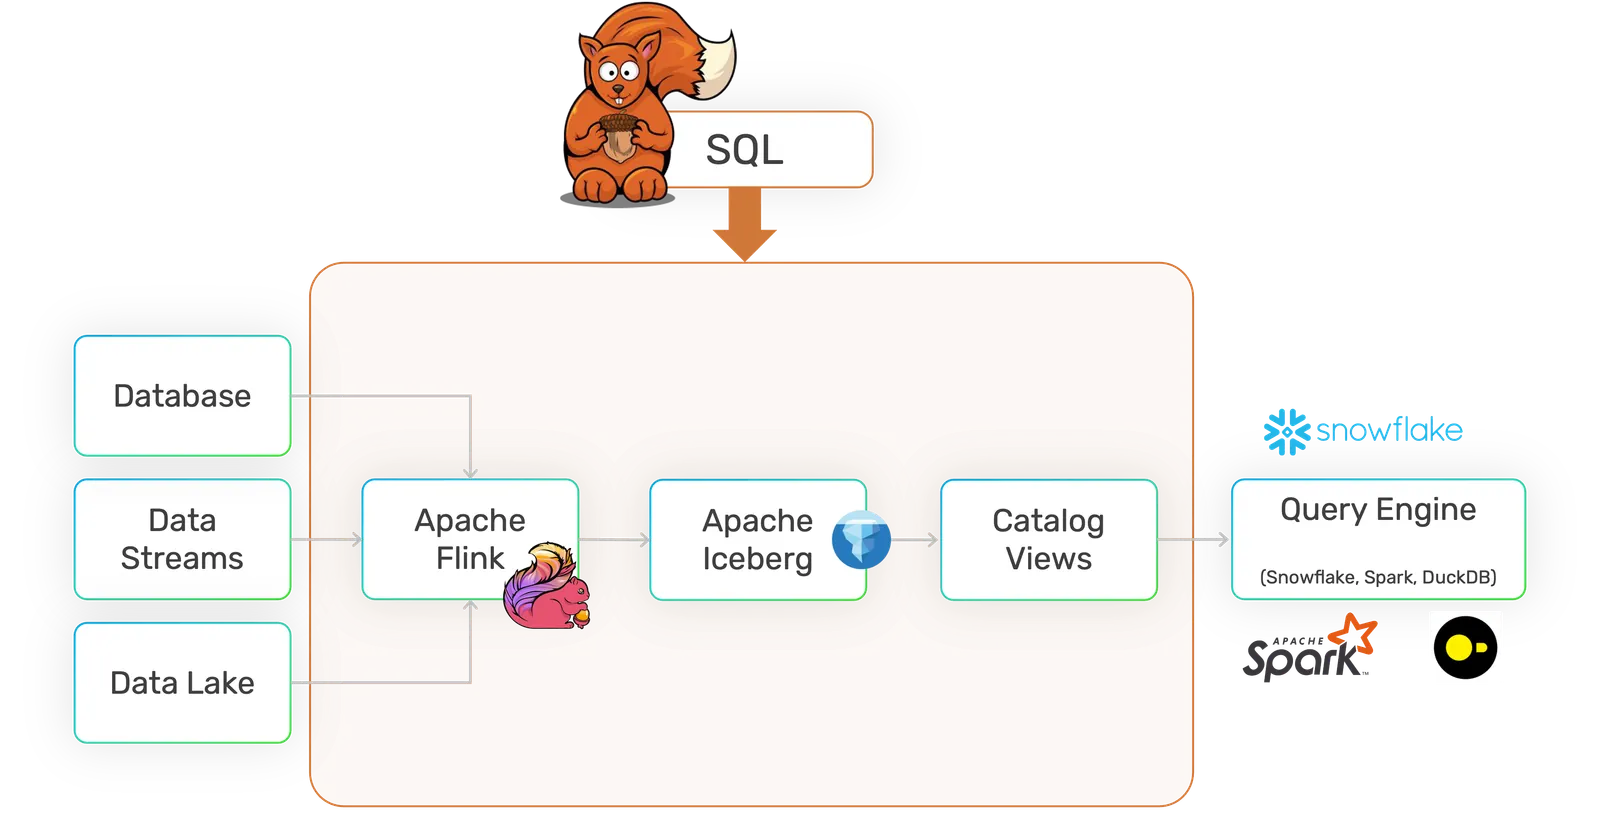 SQL
Database
Data
Streams
Data Lake
Apache
Flink
Apache
Iceberg
Catalog
Views
snowflake
Query Engine
(Snowflake, Spark, DuckDB)
APACHE
Spark™